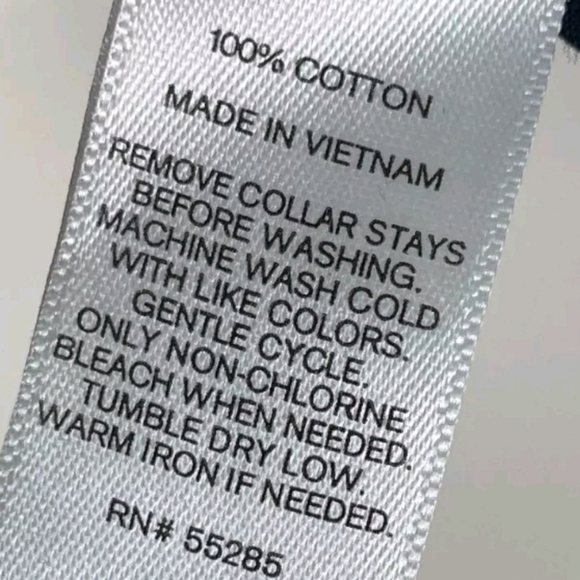 100% COTTON
MADE IN VIETNAM
REMOVE COLLAR STAYS
BEFORE WASHING.
MACHINE WASH COLD
WITH LIKE COLORS.
GENTLE CYCLE.
ONLY NON-CHLORINE
BLEACH WHEN NEEDED.
TUMBLE DRY LOW.
WARM IRON IF NEEDED.
RN# 55285